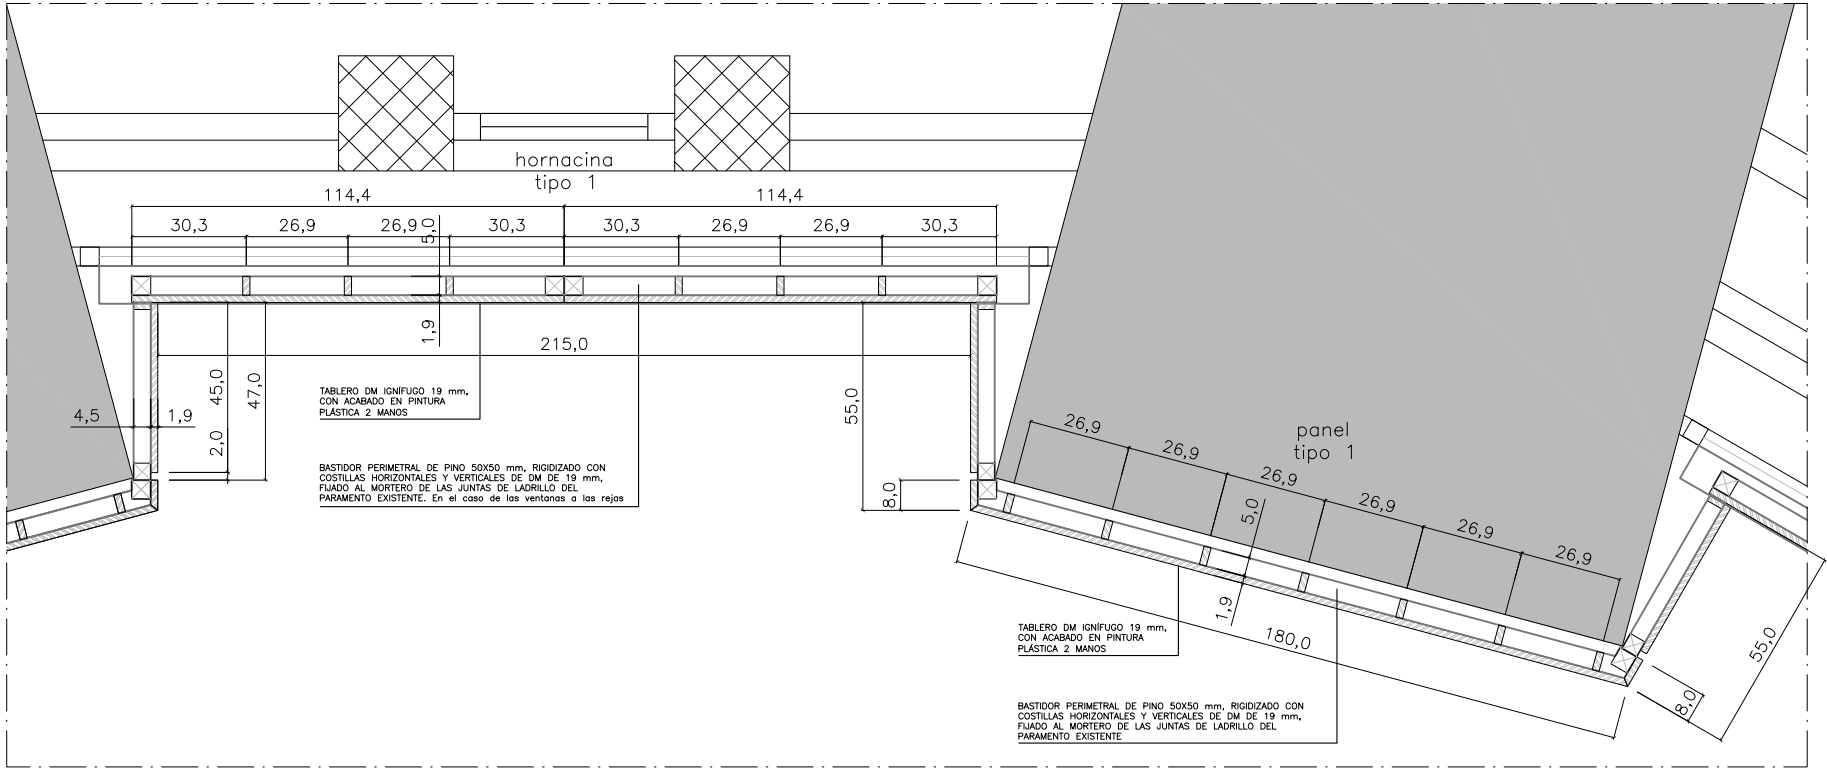 hornacina
tipo 1
114,4
114,4
30,3
26,9
26,9
5,0
30,3
30,3
26,9
26,9
30,3
1,9
215,0
45,0
47,0
2,0
4,5
1,9
55,0
8,0
TABLERO DM IGNÍFUGO 19 mm,
CON ACABADO EN PINTURA
PLÁSTICA 2 MANOS
BASTIDOR PERIMETRAL DE PINO 50X50 mm, RIGIDIZADO CON
COSTILLAS HORIZONTALES Y VERTICALES DE DM DE 19 mm,
FIJADO AL MORTERO DE LAS JUNTAS DE LADRILLO DEL
PARAMENTO EXISTENTE. En el caso de las ventanas a las rejas
panel
tipo 1
26,9
26,9
26,9
26,9
26,9
26,9
5,0
1,9
180,0
55,0
8,0
TABLERO DM IGNÍFUGO 19 mm,
CON ACABADO EN PINTURA
PLÁSTICA 2 MANOS
BASTIDOR PERIMETRAL DE PINO 50X50 mm, RIGIDIZADO CON
COSTILLAS HORIZONTALES Y VERTICALES DE DM DE 19 mm,
FIJADO AL MORTERO DE LAS JUNTAS DE LADRILLO DEL
PARAMENTO EXISTENTE